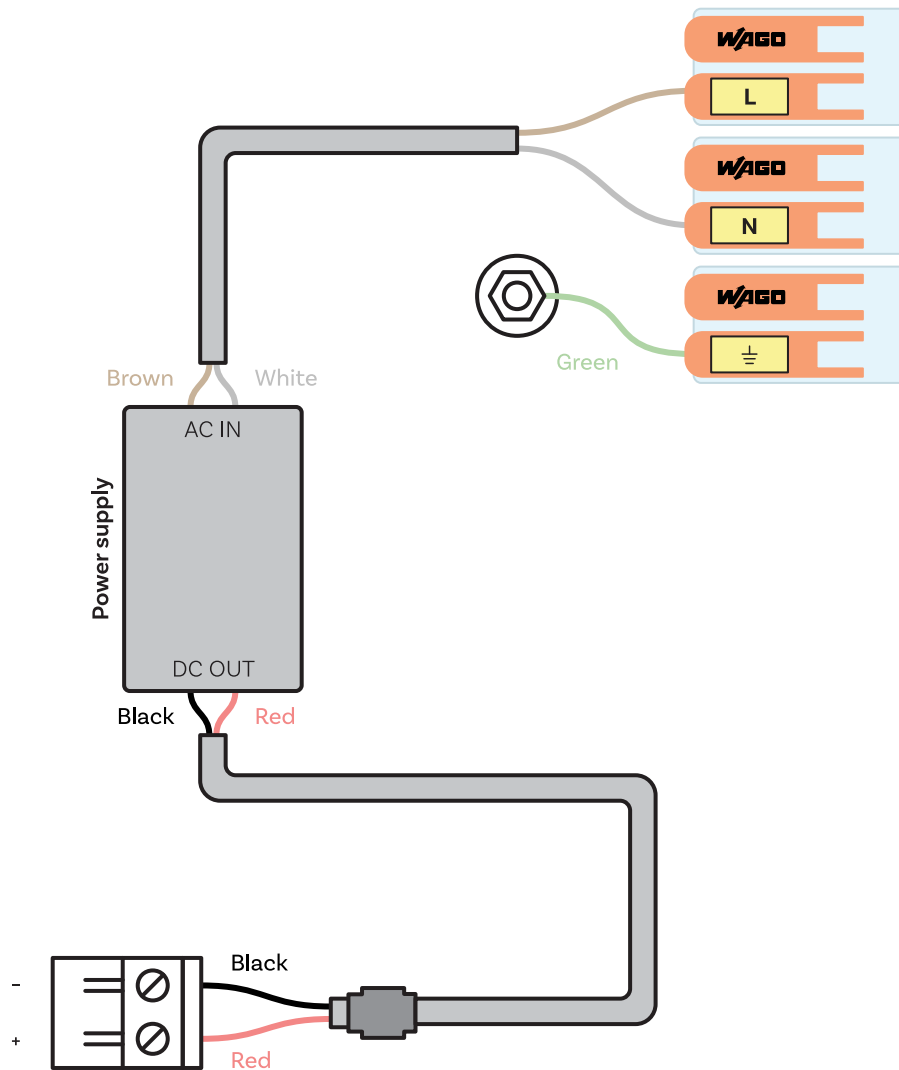 WAGO
L
WAGO
N
WAGO
Green
Brown
White
AC IN
Power supply
DC OUT
Black
Red
Black
-
+
Red